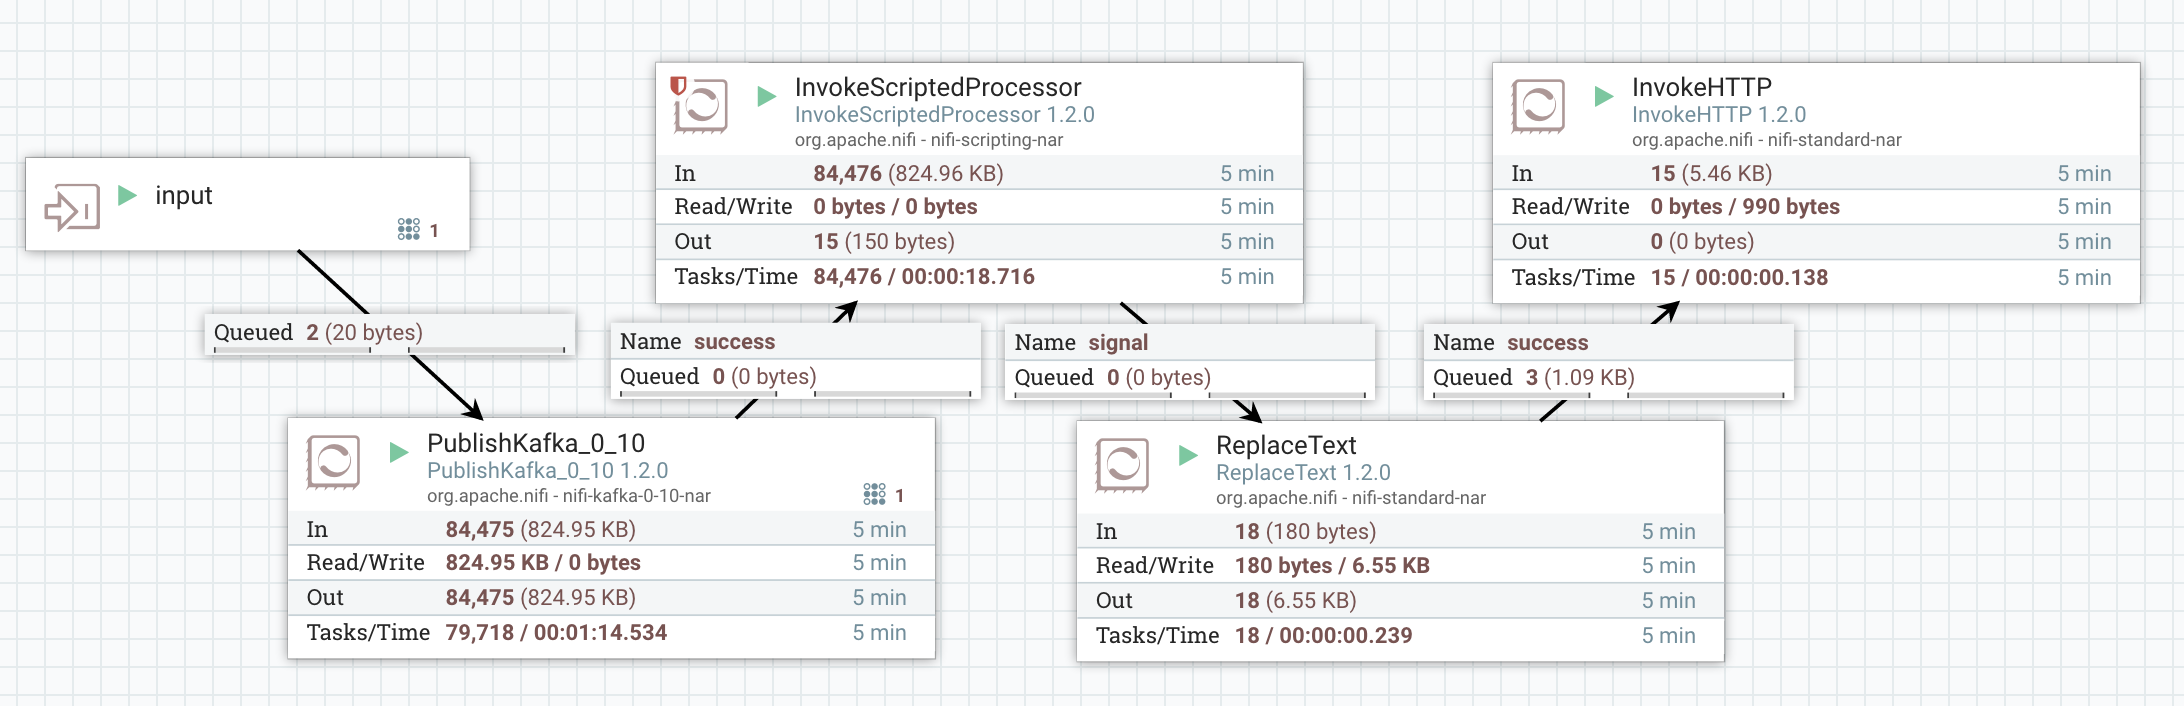 input
1
Queued 2 (20 bytes)
PublishKafka_0_10
PublishKafka_0_10 1.2.0
org.apache.nifi - nifi-kafka-0-10-nar
1
In 84,475 (824.95 KB) 5 min
Read/Write 824.95 KB / 0 bytes 5 min
Out 84,475 (824.95 KB) 5 min
Tasks/Time 79,718 / 00:01:14.534 5 min
Name success
Queued 0 (0 bytes)
InvokeScriptedProcessor
InvokeScriptedProcessor 1.2.0
org.apache.nifi - nifi-scripting-nar
In 84,476 (824.96 KB) 5 min
Read/Write 0 bytes / 0 bytes 5 min
Out 15 (150 bytes) 5 min
Tasks/Time 84,476 / 00:00:18.716 5 min
Name signal
Queued 0 (0 bytes)
ReplaceText
ReplaceText 1.2.0
org.apache.nifi - nifi-standard-nar
In 18 (180 bytes) 5 min
Read/Write 180 bytes / 6.55 KB 5 min
Out 18 (6.55 KB) 5 min
Tasks/Time 18 / 00:00:00.239 5 min
Name success
Queued 3 (1.09 KB)
InvokeHTTP
InvokeHTTP 1.2.0
org.apache.nifi - nifi-standard-nar
In 15 (5.46 KB) 5 min
Read/Write 0 bytes / 990 bytes 5 min
Out 0 (0 bytes) 5 min
Tasks/Time 15 / 00:00:00.138 5 min